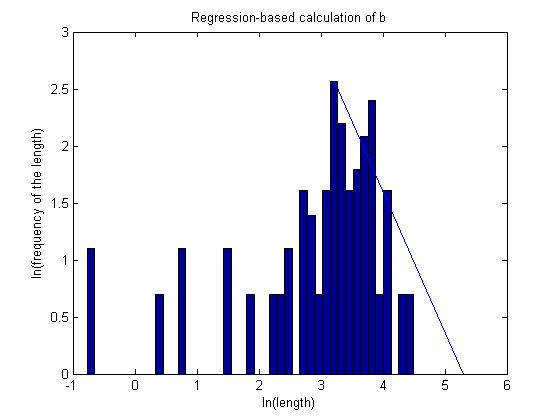 Regression-based calculation of b
3
2.5
2
1.5
1
0.5
0
ln(frequency of the length)
-1 0 1 2 3 4 5 6
ln(length)